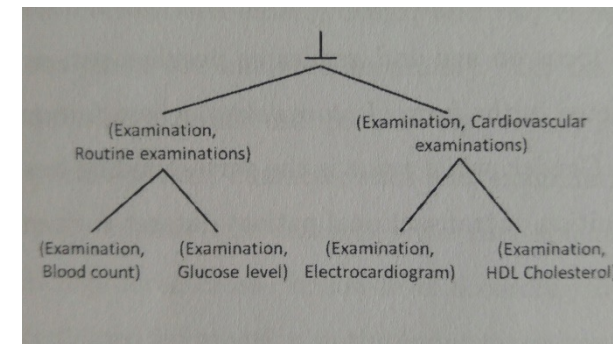 (Examination,
Routine examinations)
(Examination, Cardiovascular
examinations)
(Examination,
Blood count)
(Examination,
Glucose level)
(Examination,
Electrocardiogram)
(Examination,
HDL Cholesterol)